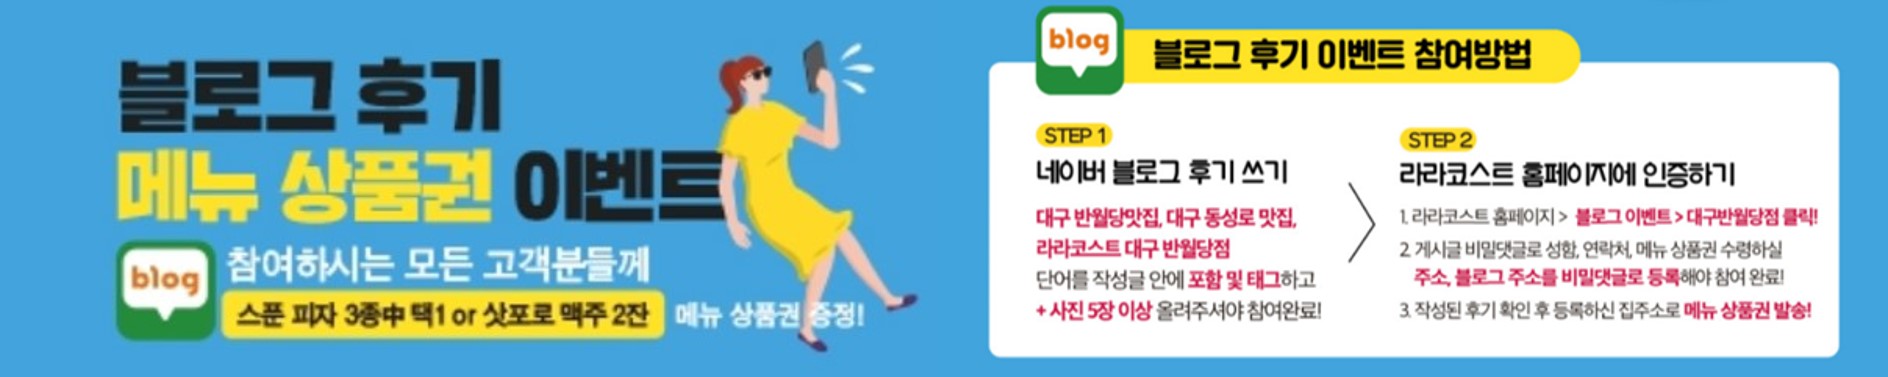 블로그 후기
메뉴 상품권 이벤트
blog
참여하시는 모든 고객분들께
스푼 피자 3종中 택1 or 삿포로 맥주 2잔
메뉴 상품권 증정!
blog
블로그 후기 이벤트 참여방법
STEP 1
네이버 블로그 후기 쓰기
대구 반월당맛집, 대구 동성로 맛집,
라라코스트 대구 반월당점
단어를 작성글 안에 포함 및 태그하고
+ 사진 5장 이상 올려주셔야 참여완료!
STEP 2
라라코스트 홈페이지에 인증하기
1. 라라코스트 홈페이지 > 블로그 이벤트 > 대구반월당점 클릭!
2. 게시글 비밀댓글로 성함, 연락처, 메뉴 상품권 수령하실
주소, 블로그 주소를 비밀댓글로 등록해야 참여 완료!
3. 작성된 후기 확인 후 등록하신 집주소로 메뉴 상품권 발송!